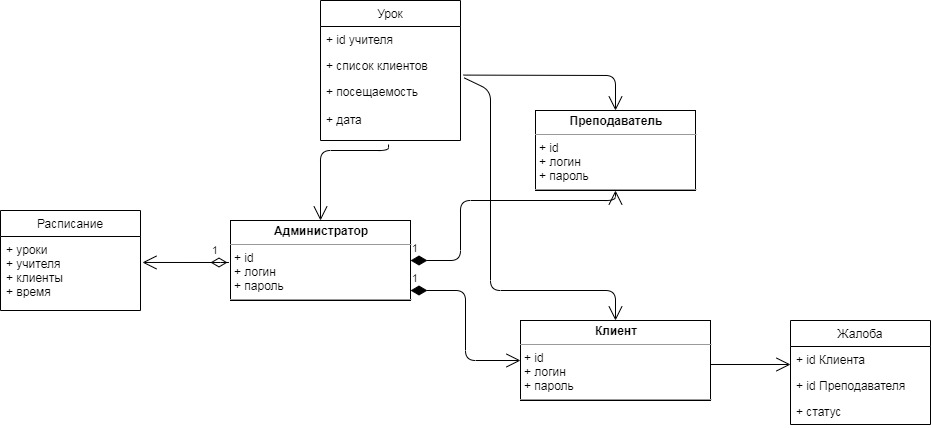 Урок
+ id учителя
+ список клиентов
+ посещаемость
+ дата
Преподаватель
+ id
+ логин
+ пароль
Расписание
+ уроки
+ учителя
+ клиенты
+ время
1
Администратор
+ id
+ логин
+ пароль
1
1
Клиент
+ id
+ логин
+ пароль
Жалоба
+ id Клиента
+ id Преподавателя
+ статус